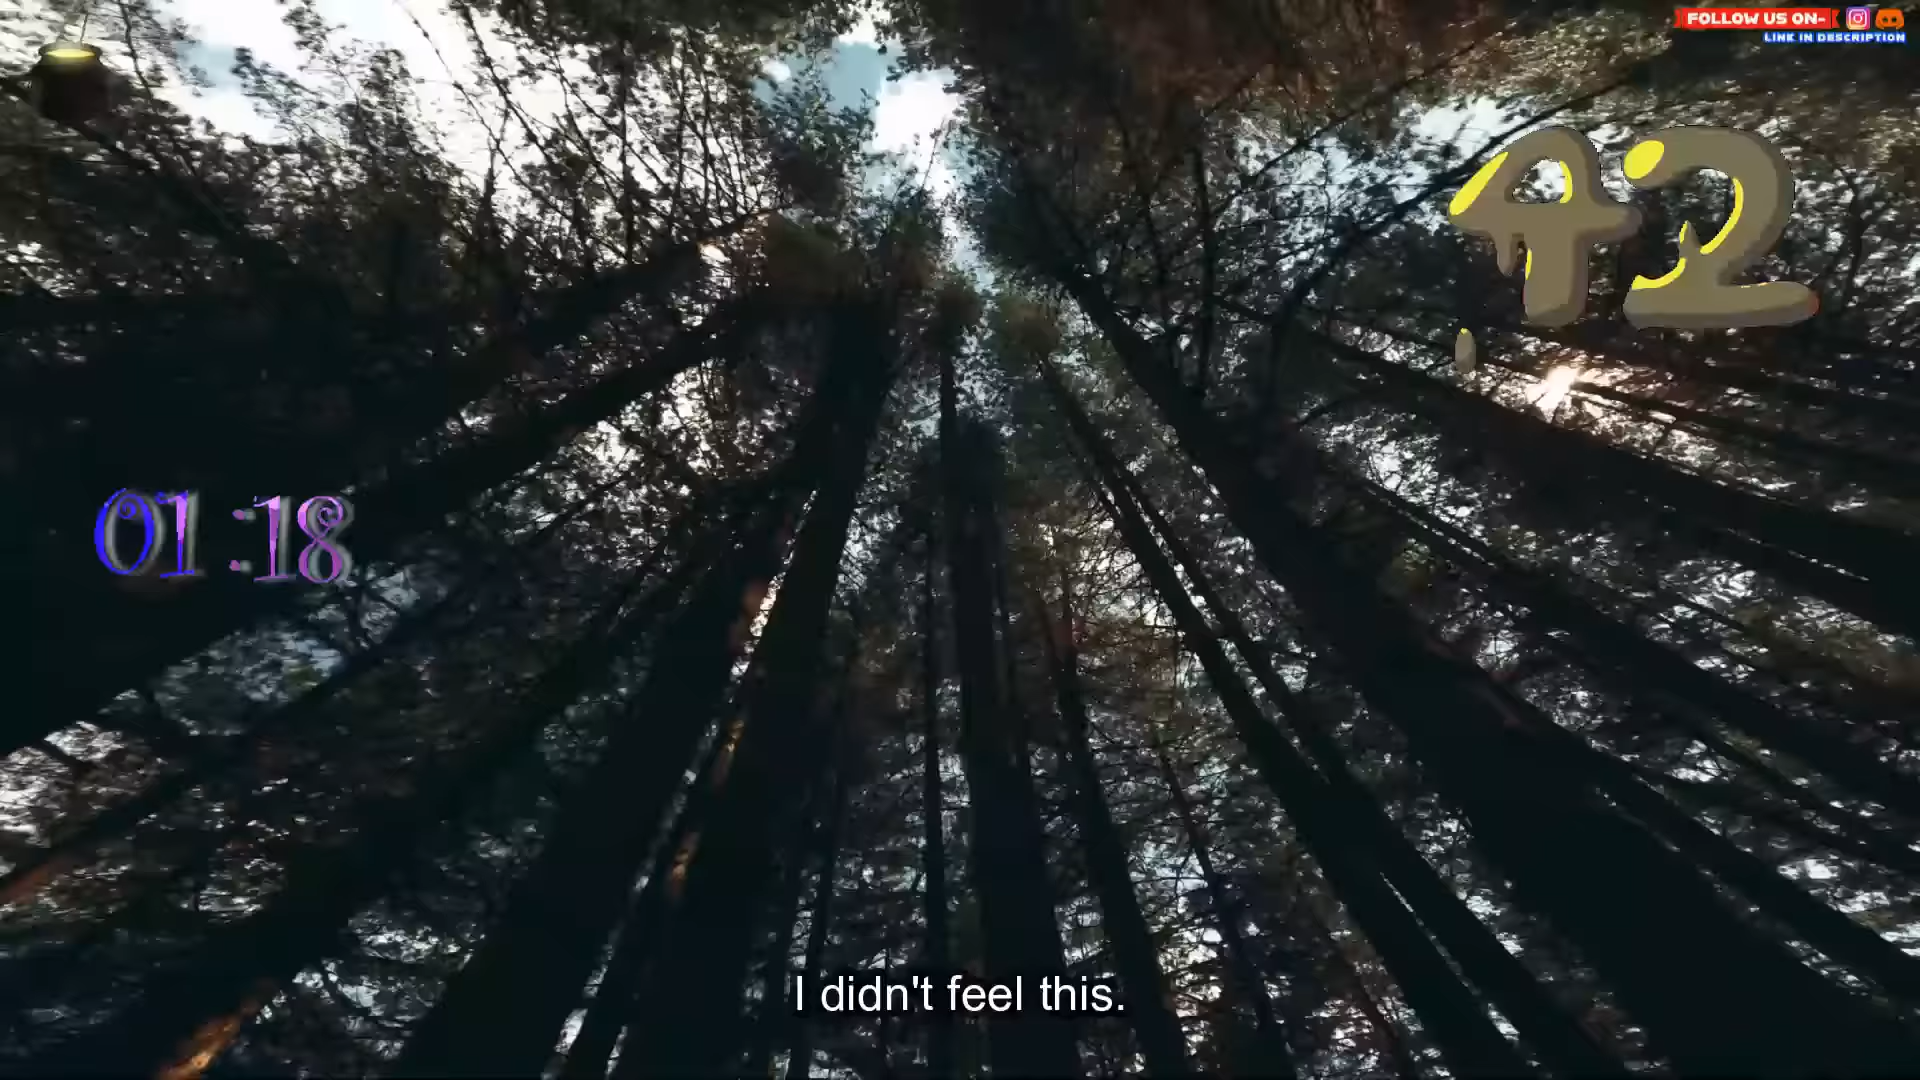 FOLLOW US ON-
LINK IN DESCRIPTION
42
01:18
I didn't feel this.